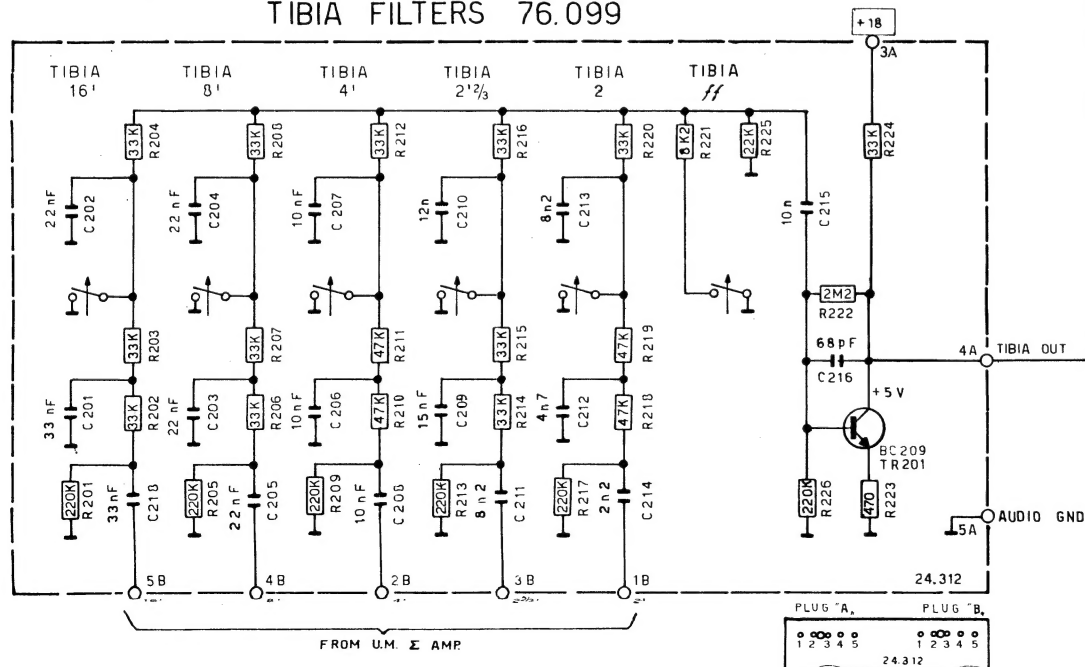 TIBIA FILTERS 76.099
+18
3A
TIBIA 16'
TIBIA 8'
TIBIA 4'
TIBIA 2'2/3
TIBIA 2
TIBIA ff
33K R204
33K R208
33K R212
33K R216
33K R220
8K2 R221
22K R225
33K R224
22nF C202
22nF C204
10nF C207
12n C210
8n2 C213
10n C215
2M2 R222
33K R203
33K R207
47K R211
33K R215
47K R219
68pF C216
4A TIBIA OUT
+5V
33nF C201
33K R202
22nF C203
33K R206
10nF C206
47K R210
15nF C209
33K R214
4n7 C212
47K R218
BC209
TR201
220K R201
33nF C218
220K R205
22nF C205
220K R209
10nF C208
220K R213
8n2 C211
220K R217
2n2 C214
220K R226
470 R223
5A AUDIO GND
5B
4B
2B
3B
1B
24.312
8'
4'
2 2/3'
2'
FROM U.M. Σ AMP.
PLUG "A"
PLUG "B"
1 2 3 4 5
1 2 3 4 5
24.312